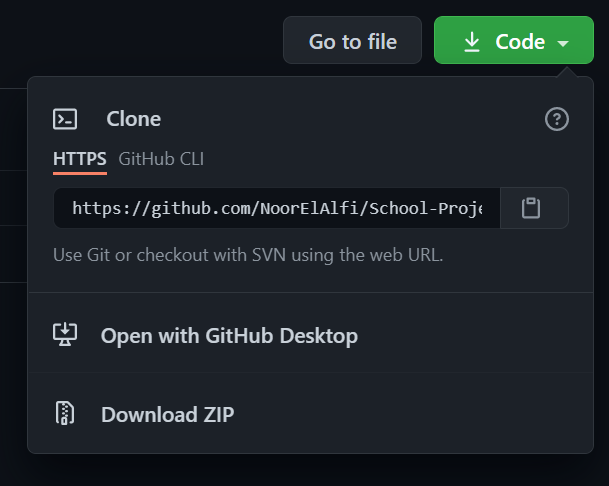 Go to file
Code
Clone
HTTPS GitHub CLI
https://github.com/NoorElAlfi/School-Proje
Use Git or checkout with SVN using the web URL.
Open with GitHub Desktop
Download ZIP